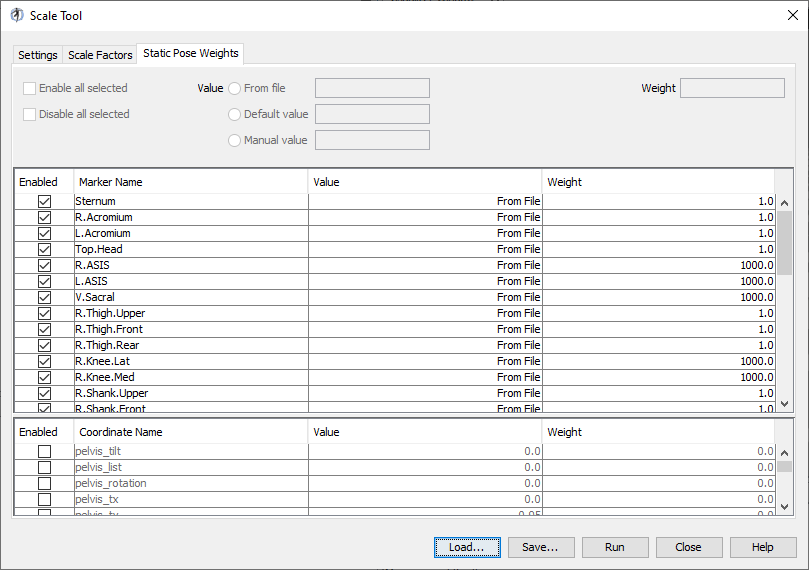 Scale Tool
Settings Scale Factors Static Pose Weights
Enable all selected Value From file Weight
Disable all selected Default value
Manual value
Enabled Marker Name Value Weight
Sternum From File 1.0
R.Acromium From File 1.0
L.Acromium From File 1.0
Top.Head From File 1.0
R.ASIS From File 1000.0
L.ASIS From File 1000.0
V.Sacral From File 1000.0
R.Thigh.Upper From File 1.0
R.Thigh.Front From File 1.0
R.Thigh.Rear From File 1.0
R.Knee.Lat From File 1000.0
R.Knee.Med From File 1000.0
R.Shank.Upper From File 1.0
R.Shank.Front From File 1.0
Enabled Coordinate Name Value Weight
pelvis_tilt 0.0 0.0
pelvis_list 0.0 0.0
pelvis_rotation 0.0 0.0
pelvis_tx 0.0 0.0
pelvis_ty 0.95 0.0
Load... Save... Run Close Help